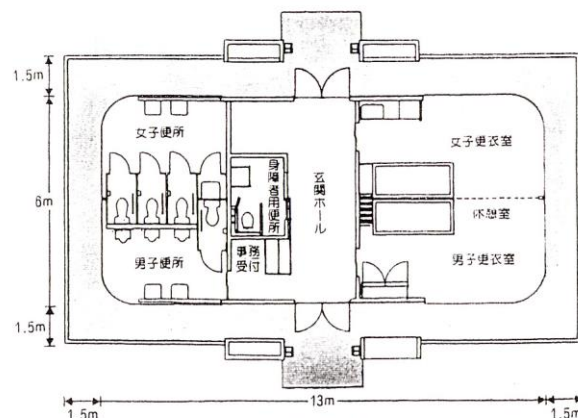 1.5m
6m
1.5m
女子便所
男子便所
身障者用便所
事務
受付
玄関ホール
女子更衣室
休憩室
男子更衣室
1.5m
13m
1.5m